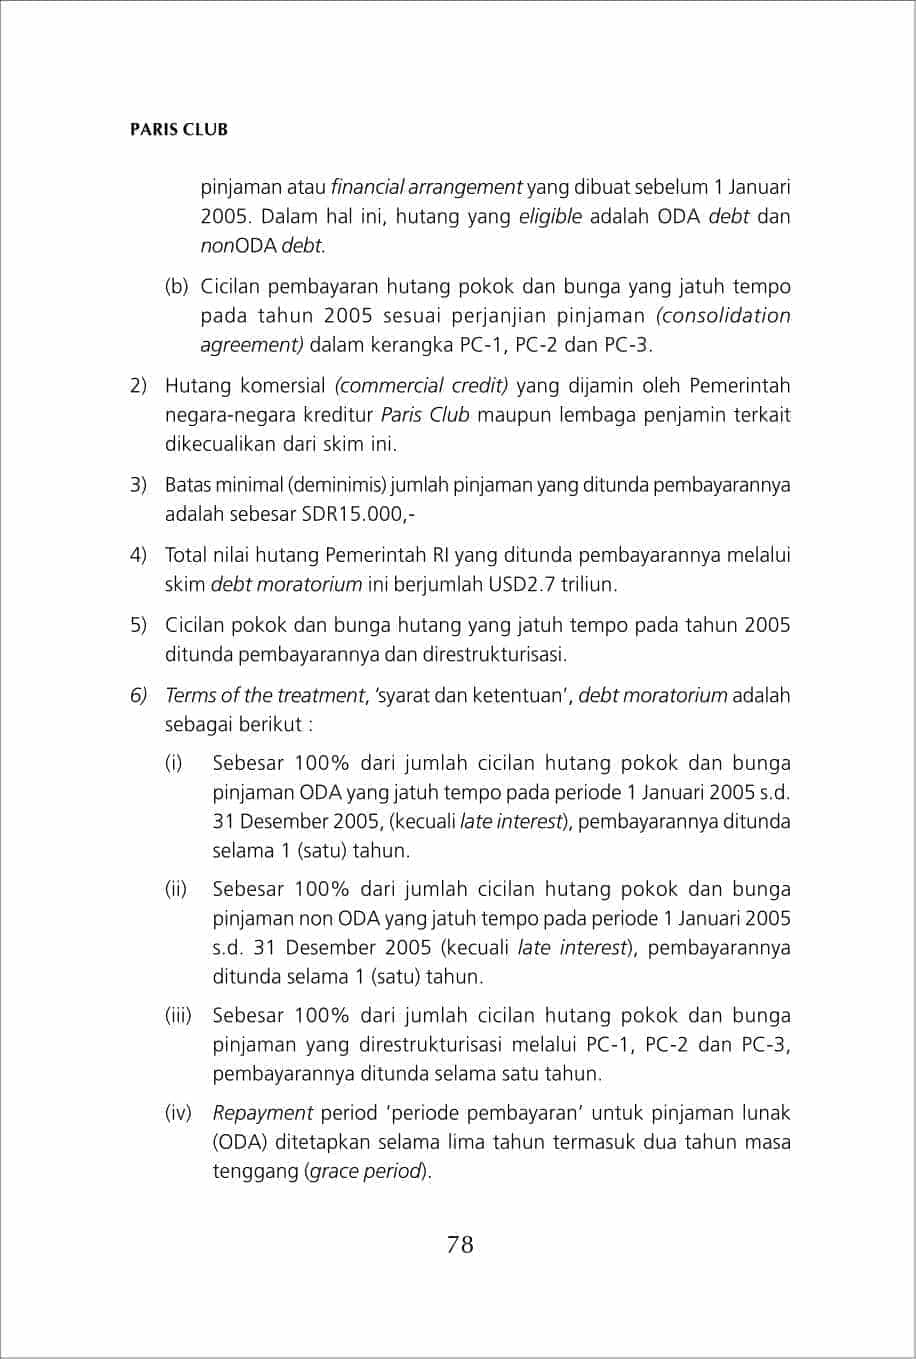 PARIS CLUB
pinjaman atau financial arrangement yang dibuat sebelum 1 Januari
2005. Dalam hal ini, hutang yang eligible adalah ODA debt dan
nonODA debt.
(b) Cicilan pembayaran hutang pokok dan bunga yang jatuh tempo
pada tahun 2005 sesuai perjanjian pinjaman (consolidation
agreement) dalam kerangka PC-1, PC-2 dan PC-3.
2) Hutang komersial (commercial credit) yang dijamin oleh Pemerintah
negara-negara kreditur Paris Club maupun lembaga penjamin terkait
dikecualikan dari skim ini.
3) Batas minimal (deminimis) jumlah pinjaman yang ditunda pembayarannya
adalah sebesar SDR15.000,-
4) Total nilai hutang Pemerintah RI yang ditunda pembayarannya melalui
skim debt moratorium ini berjumlah USD2.7 triliun.
5) Cicilan pokok dan bunga hutang yang jatuh tempo pada tahun 2005
ditunda pembayarannya dan direstrukturisasi.
6) Terms of the treatment, ‘syarat dan ketentuan’, debt moratorium adalah
sebagai berikut :
(i) Sebesar 100% dari jumlah cicilan hutang pokok dan bunga
pinjaman ODA yang jatuh tempo pada periode 1 Januari 2005 s.d.
31 Desember 2005, (kecuali late interest), pembayarannya ditunda
selama 1 (satu) tahun.
(ii) Sebesar 100% dari jumlah cicilan hutang pokok dan bunga
pinjaman non ODA yang jatuh tempo pada periode 1 Januari 2005
s.d. 31 Desember 2005 (kecuali late interest), pembayarannya
ditunda selama 1 (satu) tahun.
(iii) Sebesar 100% dari jumlah cicilan hutang pokok dan bunga
pinjaman yang direstrukturisasi melalui PC-1, PC-2 dan PC-3,
pembayarannya ditunda selama satu tahun.
(iv) Repayment period ‘periode pembayaran’ untuk pinjaman lunak
(ODA) ditetapkan selama lima tahun termasuk dua tahun masa
tenggang (grace period).
78